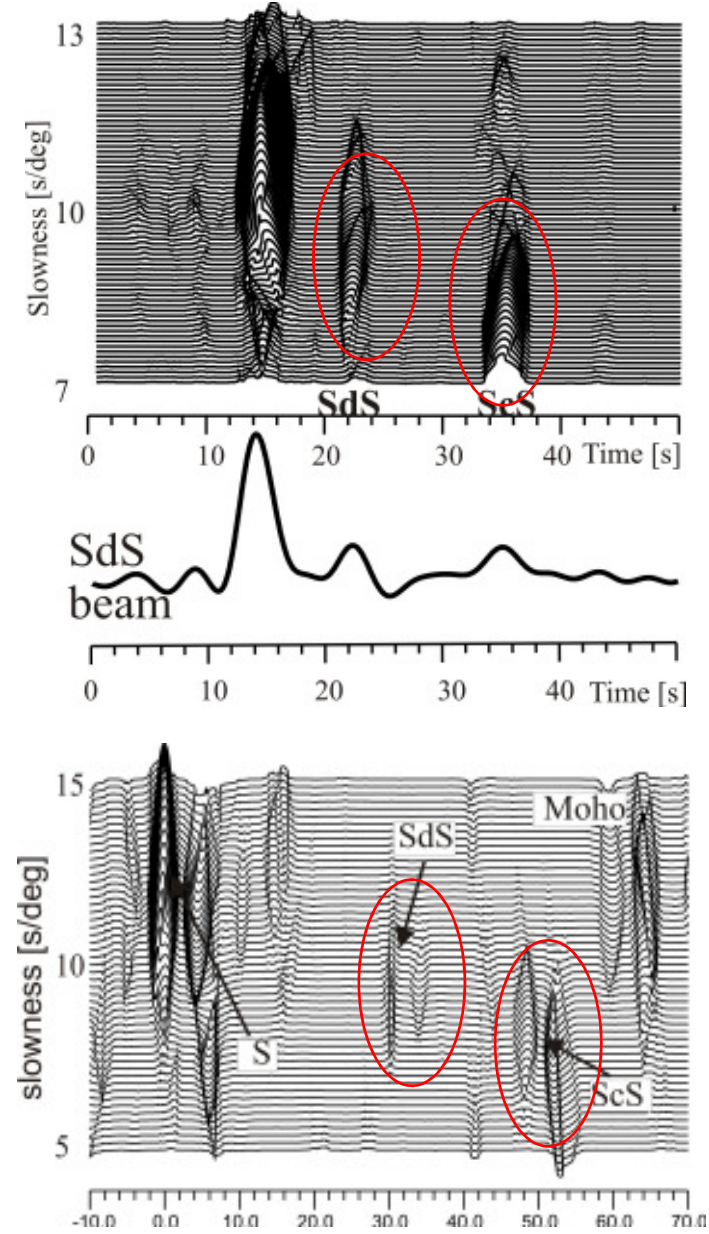 13
Slowness [s/deg]
10
7
SdS ScS
0 10 20 30 40 Time [s]
SdS
beam
0 10 20 30 40 Time [s]
15
Moho
SdS
slowness [s/deg]
10
S
ScS
5
-10.0 0.0 10.0 20.0 30.0 40.0 50.0 60.0 70.0